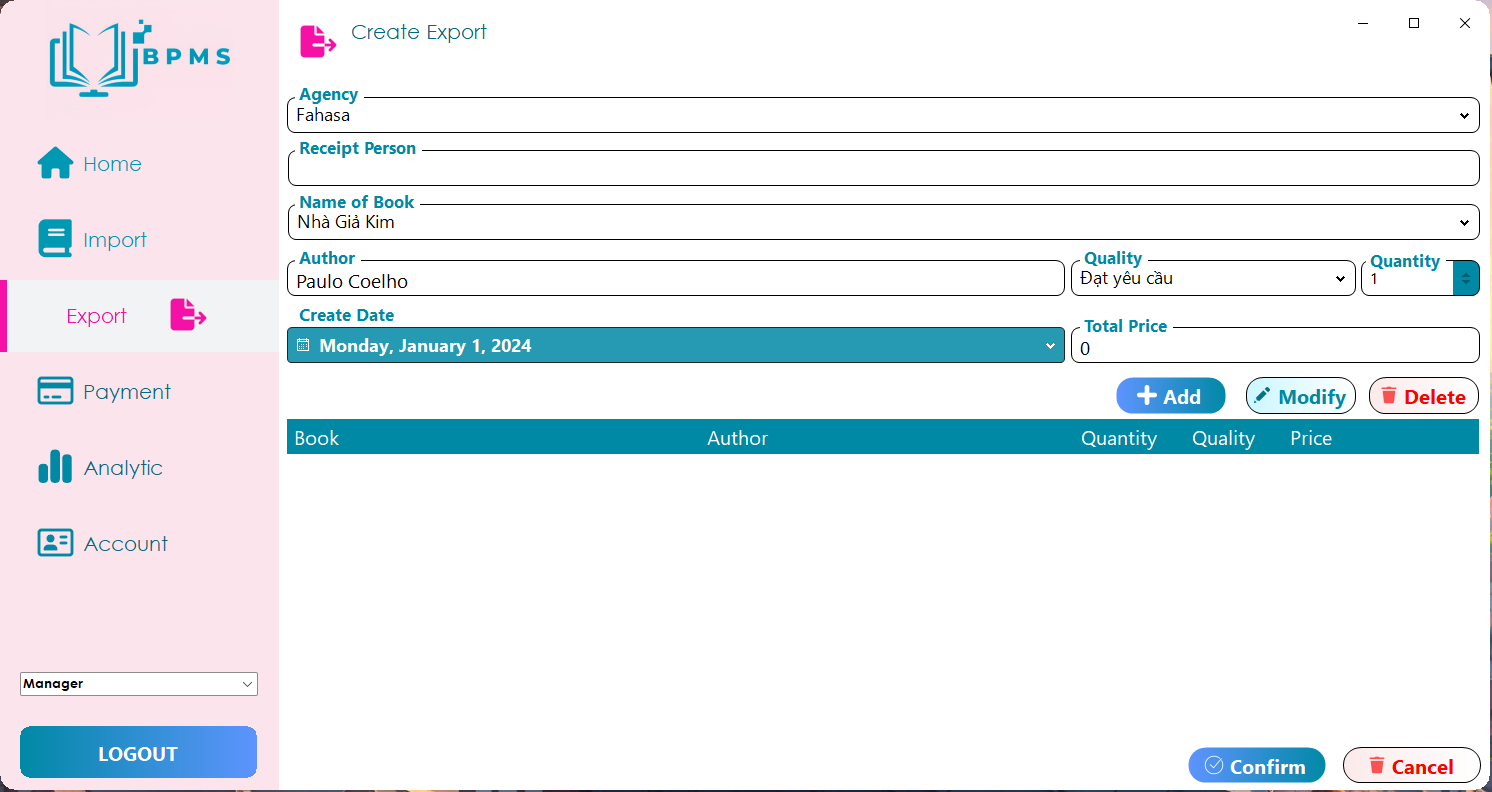 BPMS
Home
Import
Export
Payment
Analytic
Account
Manager
LOGOUT
Create Export
Agency
Fahasa
Receipt Person
Name of Book
Nhà Giả Kim
Author
Paulo Coelho
Quality
Đạt yêu cầu
Quantity
1
Create Date
Monday, January 1, 2024
Total Price
0
Add Modify Delete
Book Author Quantity Quality Price
Confirm Cancel